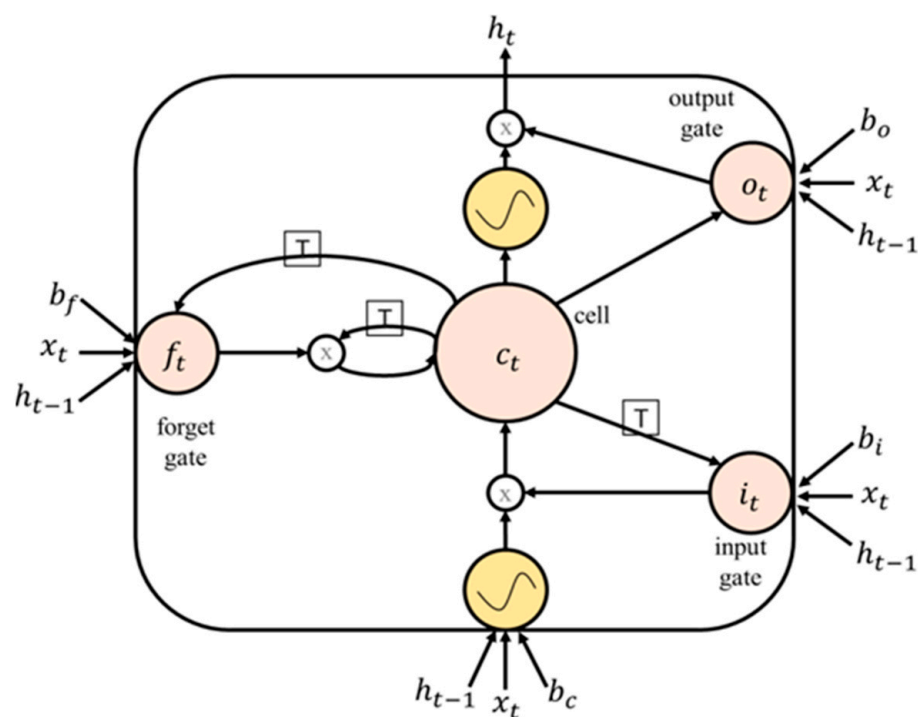 h_t
output
gate
b_o
x
o_t
x_t
h_{t-1}
T
b_f
T
cell
x_t
f_t
x
c_t
h_{t-1}
forget
gate
T
b_i
x
i_t
x_t
input
gate
h_{t-1}
h_{t-1}
x_t
b_c